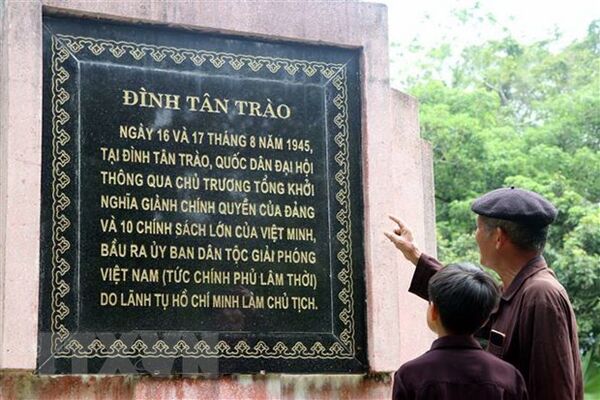 ĐÌNH TÂN TRÀO
NGÀY 16 VÀ 17 THÁNG 8 NĂM 1945,
TẠI ĐÌNH TÂN TRÀO, QUỐC DÂN ĐẠI HỘI
THÔNG QUA CHỦ TRƯƠNG TỔNG KHỞI
NGHĨA GIÀNH CHÍNH QUYỀN CỦA ĐẢNG
VÀ 10 CHÍNH SÁCH LỚN CỦA VIỆT MINH,
BẦU RA ỦY BAN DÂN TỘC GIẢI PHÓNG
VIỆT NAM (TỨC CHÍNH PHỦ LÂM THỜI)
DO LÃNH TỤ HỒ CHÍ MINH LÀM CHỦ TỊCH.